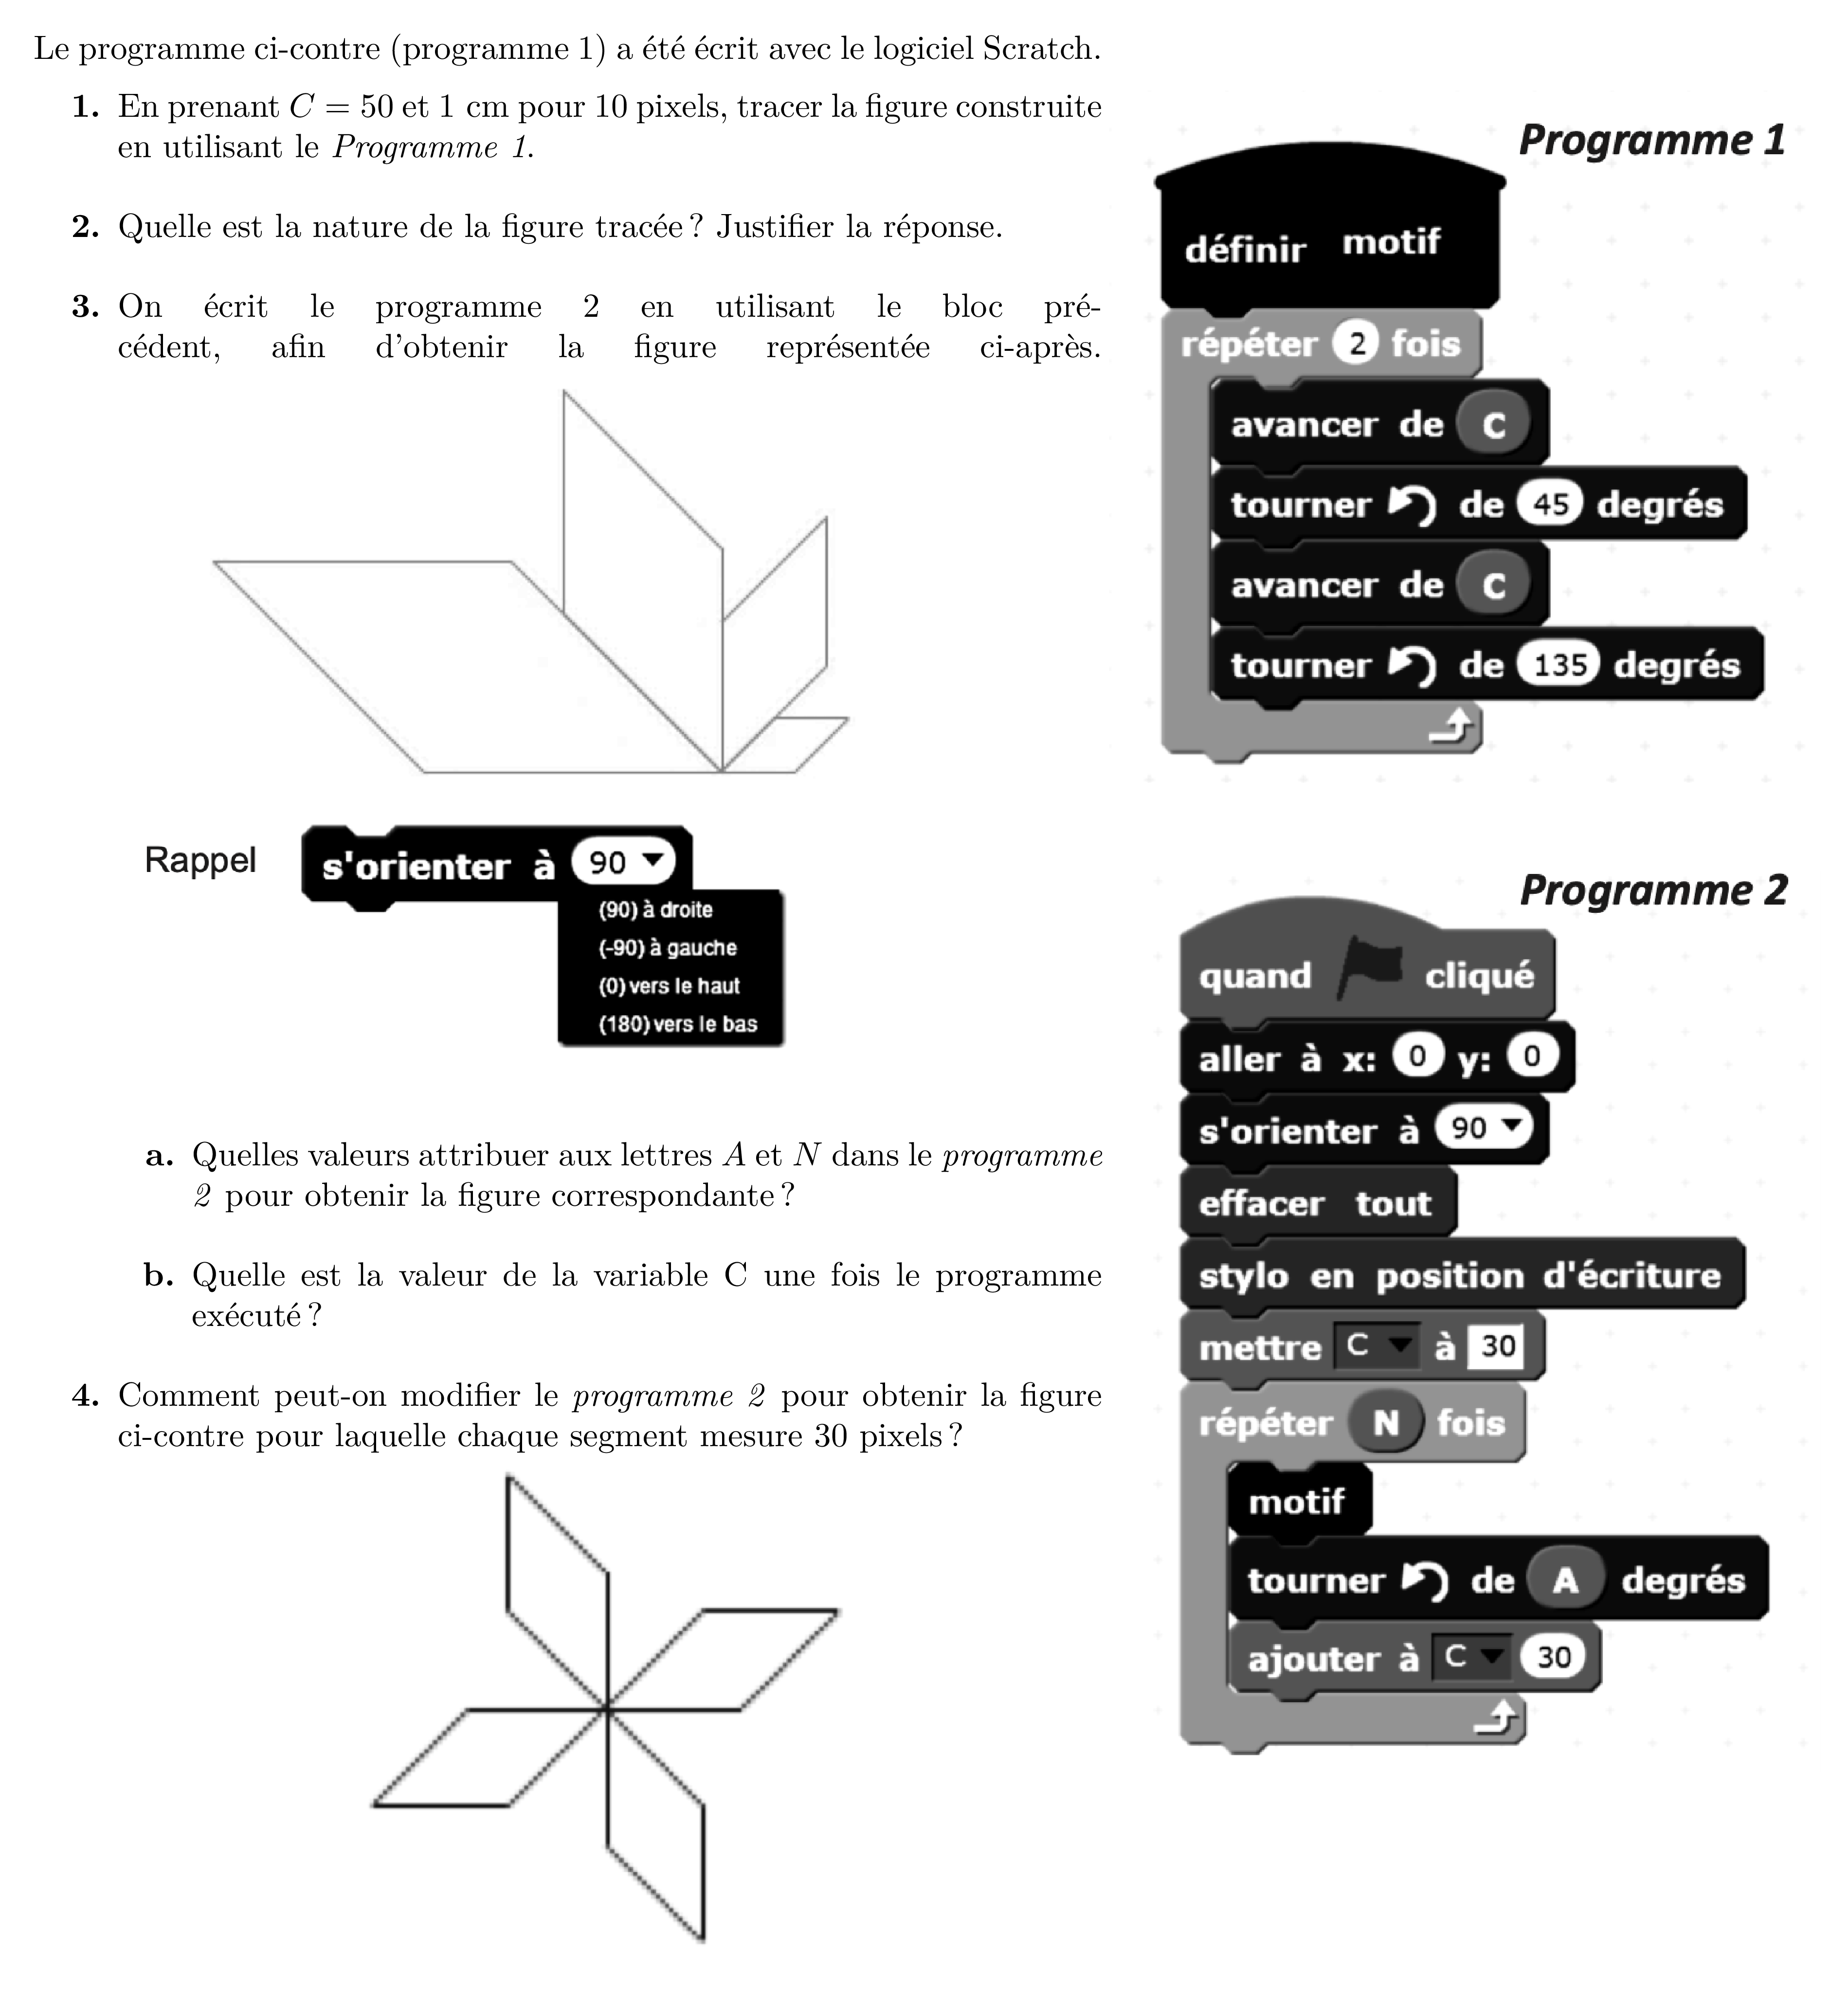 Le programme ci-contre (programme 1) a été écrit avec le logiciel Scratch.
1. En prenant C = 50 et 1 cm pour 10 pixels, tracer la figure construite
en utilisant le Programme 1.
2. Quelle est la nature de la figure tracée ? Justifier la réponse.
3. On écrit le programme 2 en utilisant le bloc pré-
cédent, afin d'obtenir la figure représentée ci-après.
Rappel
s'orienter à 90
(90) à droite
(-90) à gauche
(0) vers le haut
(180) vers le bas
a. Quelles valeurs attribuer aux lettres A et N dans le programme
2 pour obtenir la figure correspondante ?
b. Quelle est la valeur de la variable C une fois le programme
exécuté ?
4. Comment peut-on modifier le programme 2 pour obtenir la figure
ci-contre pour laquelle chaque segment mesure 30 pixels ?
Programme 1
définir motif
répéter 2 fois
avancer de C
tourner de 45 degrés
avancer de C
tourner de 135 degrés
Programme 2
quand cliqué
aller à x: 0 y: 0
s'orienter à 90
effacer tout
stylo en position d'écriture
mettre C à 30
répéter N fois
motif
tourner de A degrés
ajouter à C 30